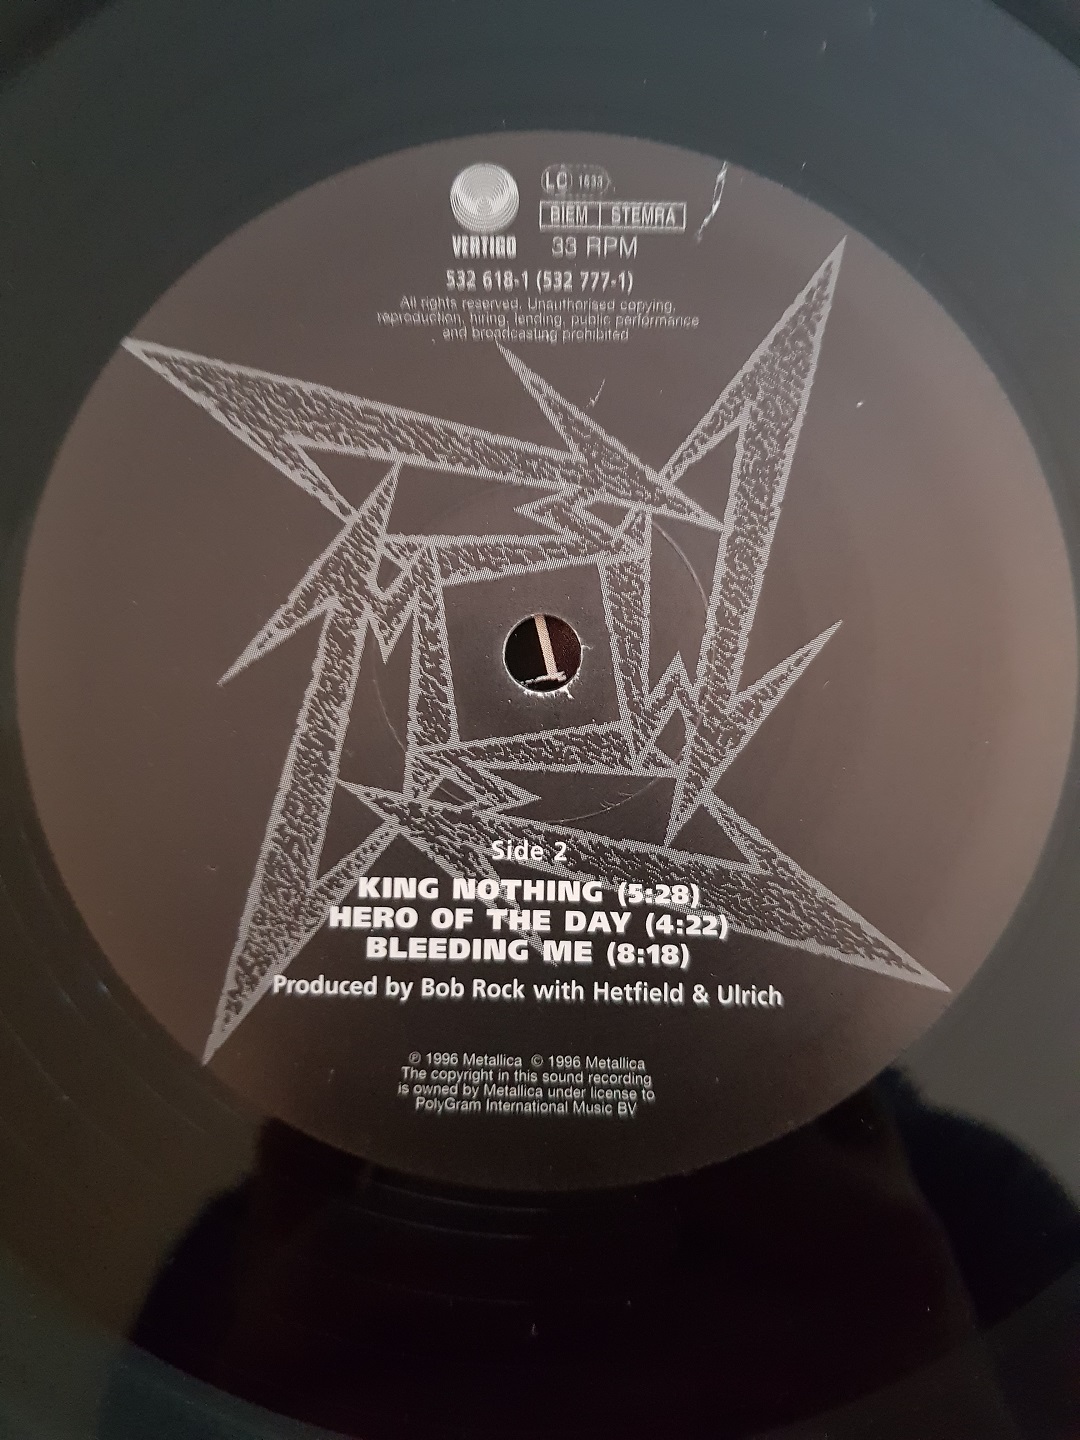 LC 1633
BIEM STEMRA
VERTIGO
33 RPM
532 618-1 (532 777-1)
All rights reserved. Unauthorised copying,
reproduction, hiring, lending, public performance
and broadcasting prohibited
Side 2
KING NOTHING (5:28)
HERO OF THE DAY (4:22)
BLEEDING ME (8:18)
Produced by Bob Rock with Hetfield & Ulrich
℗ 1996 Metallica © 1996 Metallica
The copyright in this sound recording
is owned by Metallica under license to
PolyGram International Music BV